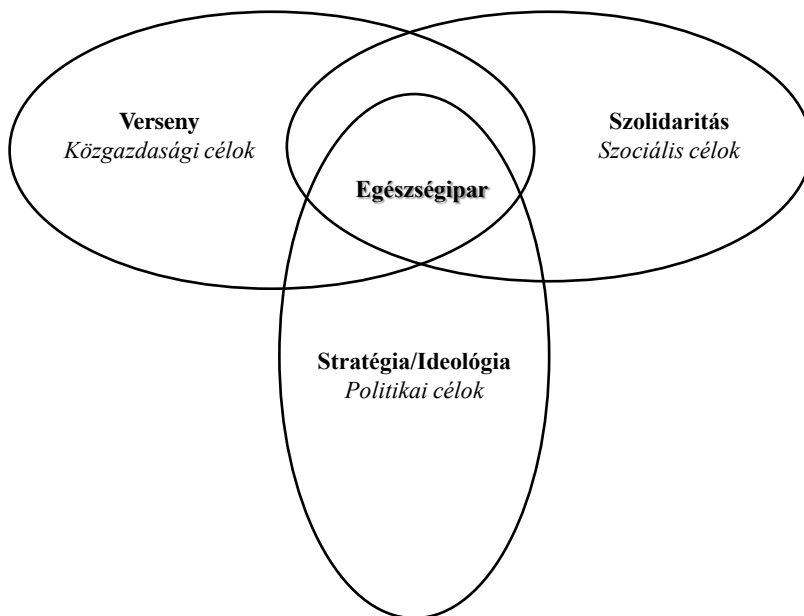 Verseny
Közgazdasági célok
Szolidaritás
Szociális célok
Egészségipar
Stratégia/Ideológia
Politikai célok